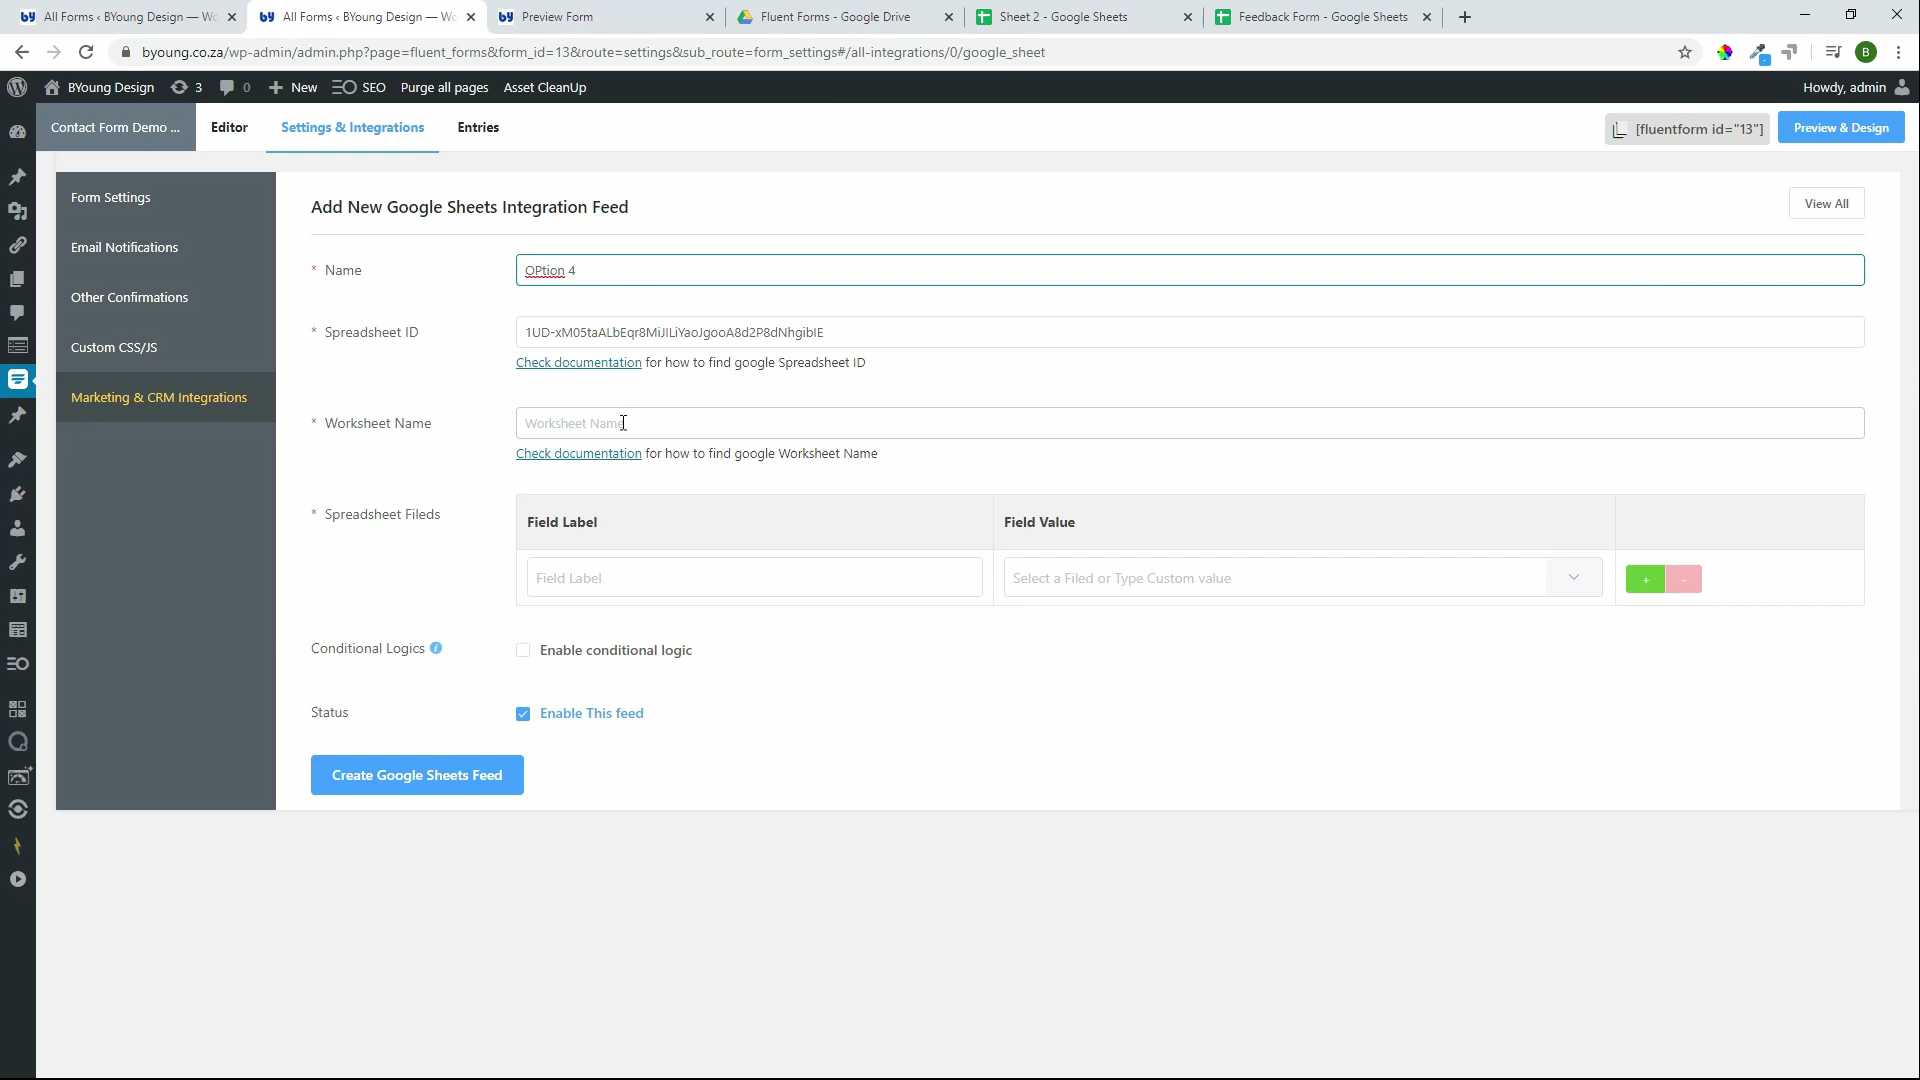 All Forms ‹ BYoung Design — Wo
All Forms ‹ BYoung Design — Wo
Preview Form
Fluent Forms - Google Drive
Sheet 2 - Google Sheets
Feedback Form - Google Sheets
byoung.co.za/wp-admin/admin.php?page=fluent_forms&form_id=13&route=settings&sub_route=form_settings#/all-integrations/0/google_sheet
B
BYoung Design 3 0 New SEO Purge all pages Asset CleanUp Howdy, admin
Contact Form Demo ... Editor Settings & Integrations Entries [fluentform id="13"] Preview & Design
Form Settings
Email Notifications
Other Confirmations
Custom CSS/JS
Marketing & CRM Integrations
Add New Google Sheets Integration Feed View All
* Name OPtion 4
* Spreadsheet ID 1UD-xM05taALbEqr8MiJILiYaoJgooA8d2P8dNhgibIE
Check documentation for how to find google Spreadsheet ID
* Worksheet Name Worksheet Name
Check documentation for how to find google Worksheet Name
* Spreadsheet Fileds Field Label Field Value
Field Label Select a Filed or Type Custom value + -
Conditional Logics Enable conditional logic
Status Enable This feed
Create Google Sheets Feed